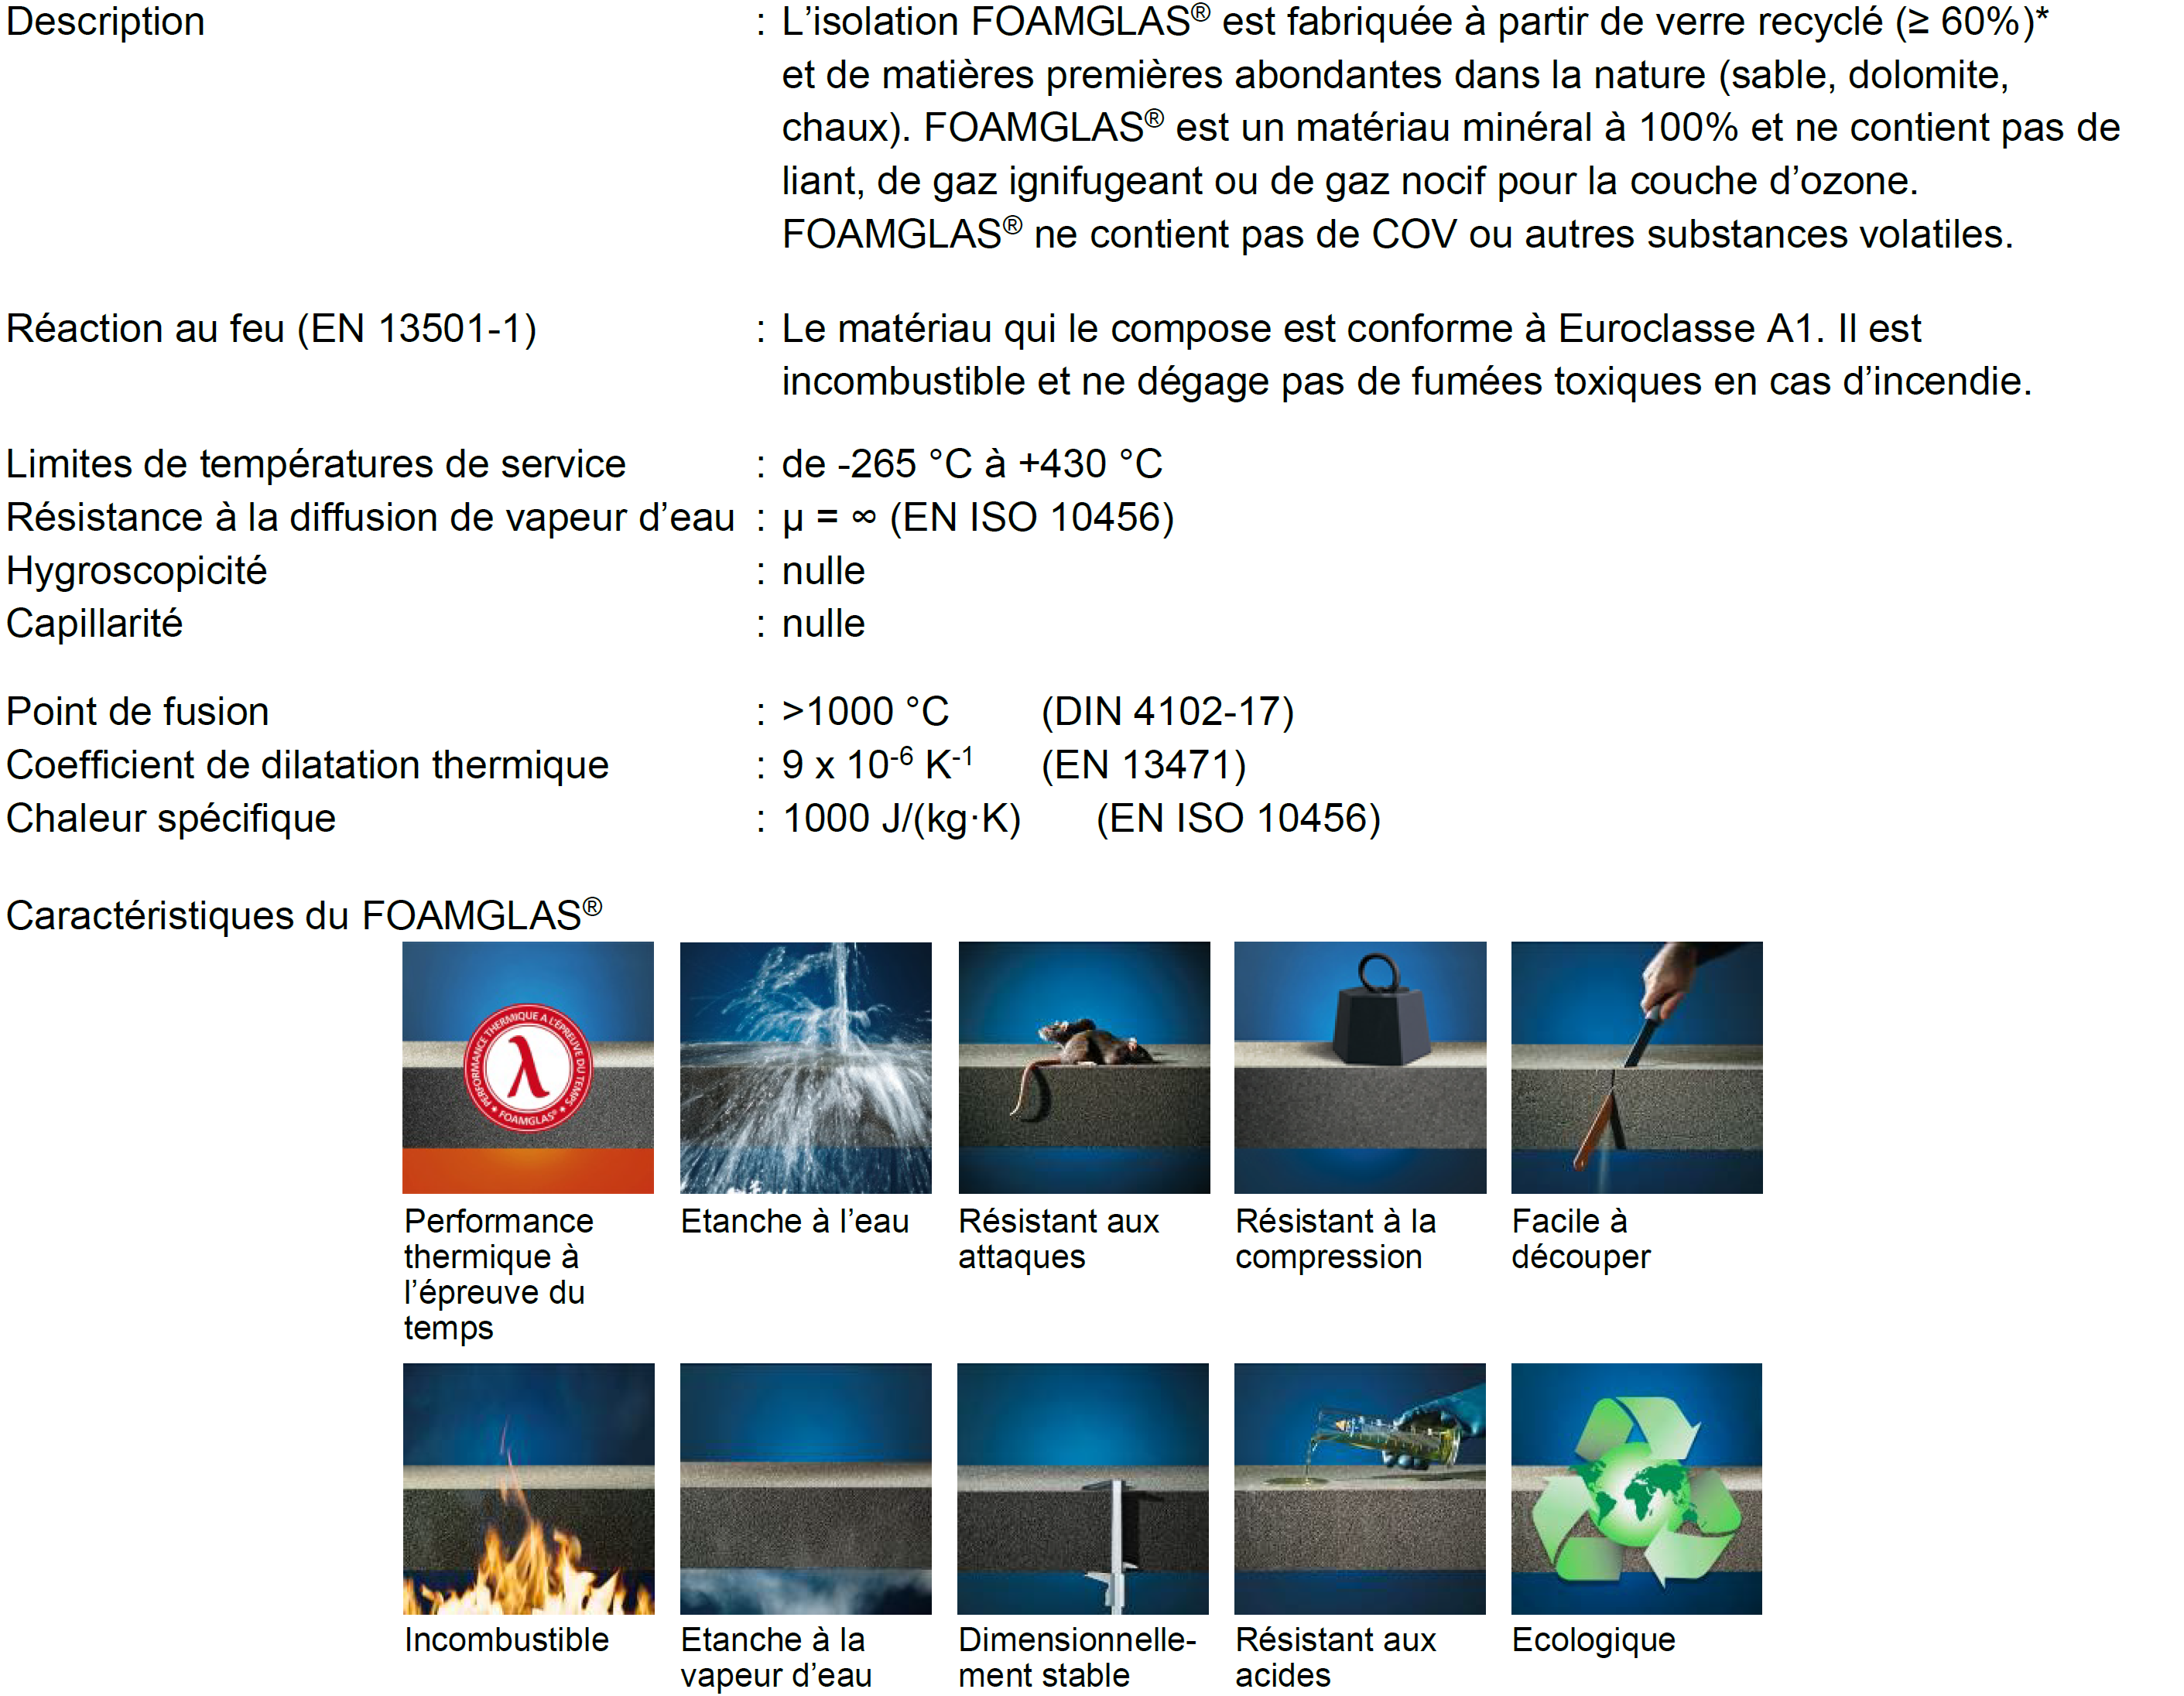 Description : L’isolation FOAMGLAS® est fabriquée à partir de verre recyclé (≥ 60%)*
et de matières premières abondantes dans la nature (sable, dolomite,
chaux). FOAMGLAS® est un matériau minéral à 100% et ne contient pas de
liant, de gaz ignifugeant ou de gaz nocif pour la couche d’ozone.
FOAMGLAS® ne contient pas de COV ou autres substances volatiles.
Réaction au feu (EN 13501-1) : Le matériau qui le compose est conforme à Euroclasse A1. Il est
incombustible et ne dégage pas de fumées toxiques en cas d’incendie.
Limites de températures de service : de -265 °C à +430 °C
Résistance à la diffusion de vapeur d’eau : µ = ∞ (EN ISO 10456)
Hygroscopicité : nulle
Capillarité : nulle
Point de fusion : >1000 °C (DIN 4102-17)
Coefficient de dilatation thermique : 9 x 10⁻⁶ K⁻¹ (EN 13471)
Chaleur spécifique : 1000 J/(kg·K) (EN ISO 10456)
Caractéristiques du FOAMGLAS®
PERFORMANCE THERMIQUE A L'ÉPREUVE DU TEMPS
λ
★ FOAMGLAS® ★
Performance
thermique à
l’épreuve du
temps
Etanche à l’eau
Résistant aux
attaques
Résistant à la
compression
Facile à
découper
Incombustible
Etanche à la
vapeur d’eau
Dimensionnelle-
ment stable
Résistant aux
acides
Ecologique